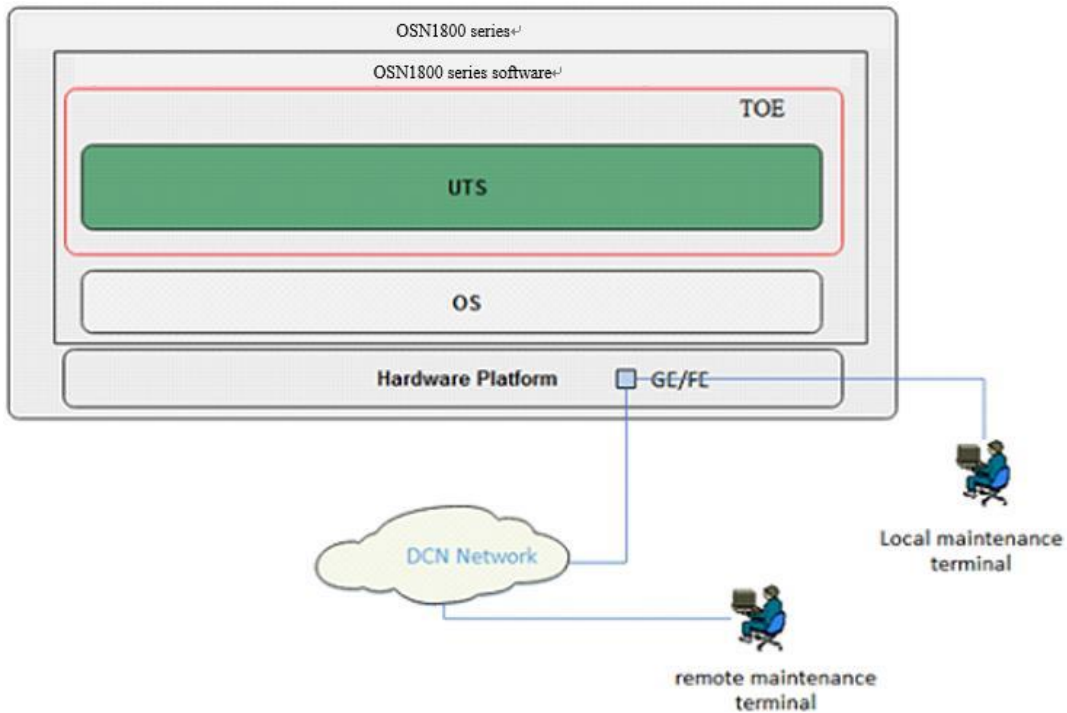 OSN1800 series↵
OSN1800 series software↵
TOE
UTS
OS
Hardware Platform
GE/FE
DCN Network
Local maintenance
terminal
remote maintenance
terminal